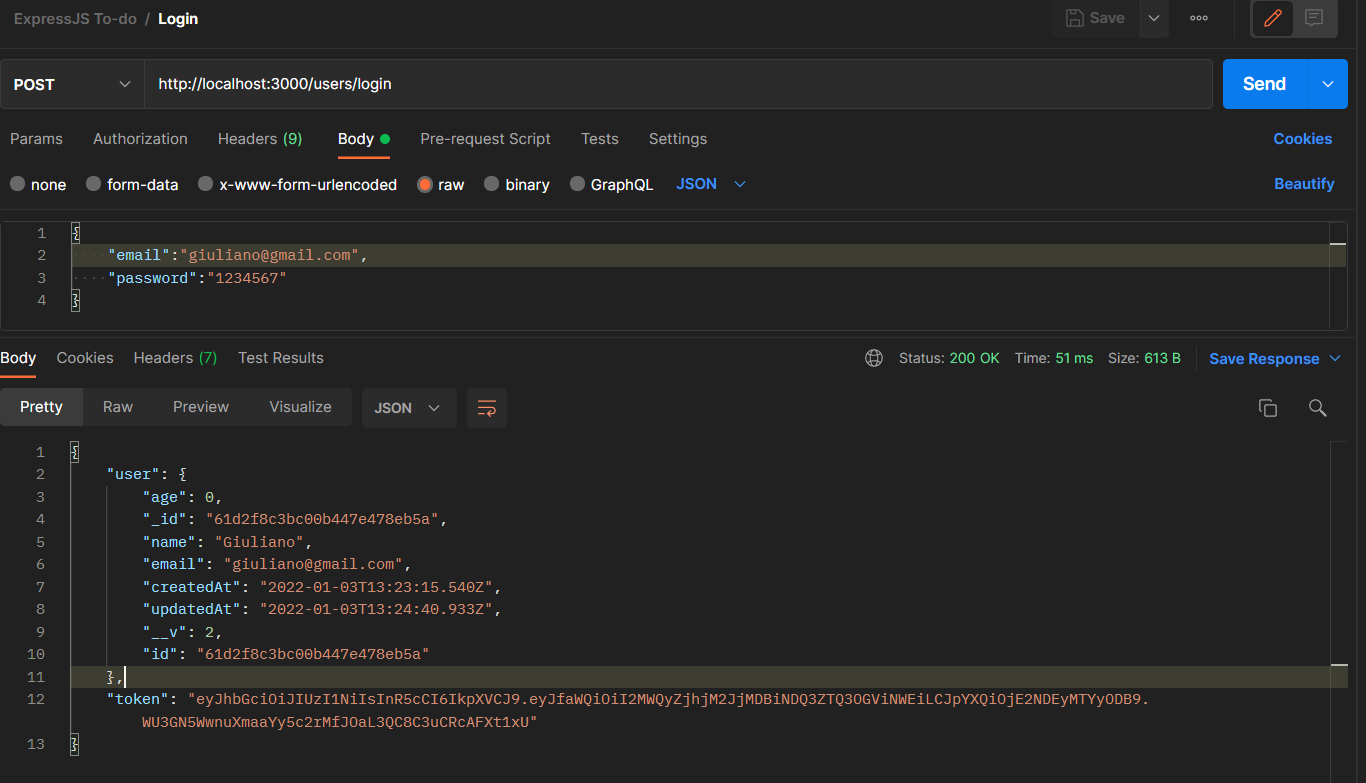 ExpressJS To-do / Login
Save
POST http://localhost:3000/users/login Send
Params Authorization Headers (9) Body Pre-request Script Tests Settings Cookies
none form-data x-www-form-urlencoded raw binary GraphQL JSON Beautify
1 {
2 "email":"giuliano@gmail.com",
3 "password":"1234567"
4 }
Body Cookies Headers (7) Test Results Status: 200 OK Time: 51 ms Size: 613 B Save Response
Pretty Raw Preview Visualize JSON
1 {
2 "user": {
3 "age": 0,
4 "_id": "61d2f8c3bc00b447e478eb5a",
5 "name": "Giuliano",
6 "email": "giuliano@gmail.com",
7 "createdAt": "2022-01-03T13:23:15.540Z",
8 "updatedAt": "2022-01-03T13:24:40.933Z",
9 "__v": 2,
10 "id": "61d2f8c3bc00b447e478eb5a"
11 },
12 "token": "eyJhbGciOiJIUzI1NiIsInR5cCI6IkpXVCJ9.eyJfaWQiOiI2MWQyZjhjM2JjMDBiNDQ3ZTQ3OGViNWEiLCJpYXQiOjE2NDEyMTYyODB9.
WU3GN5WwnuXmaaYy5c2rMfJOaL3QC8C3uCRcAFXt1xU"
13 }